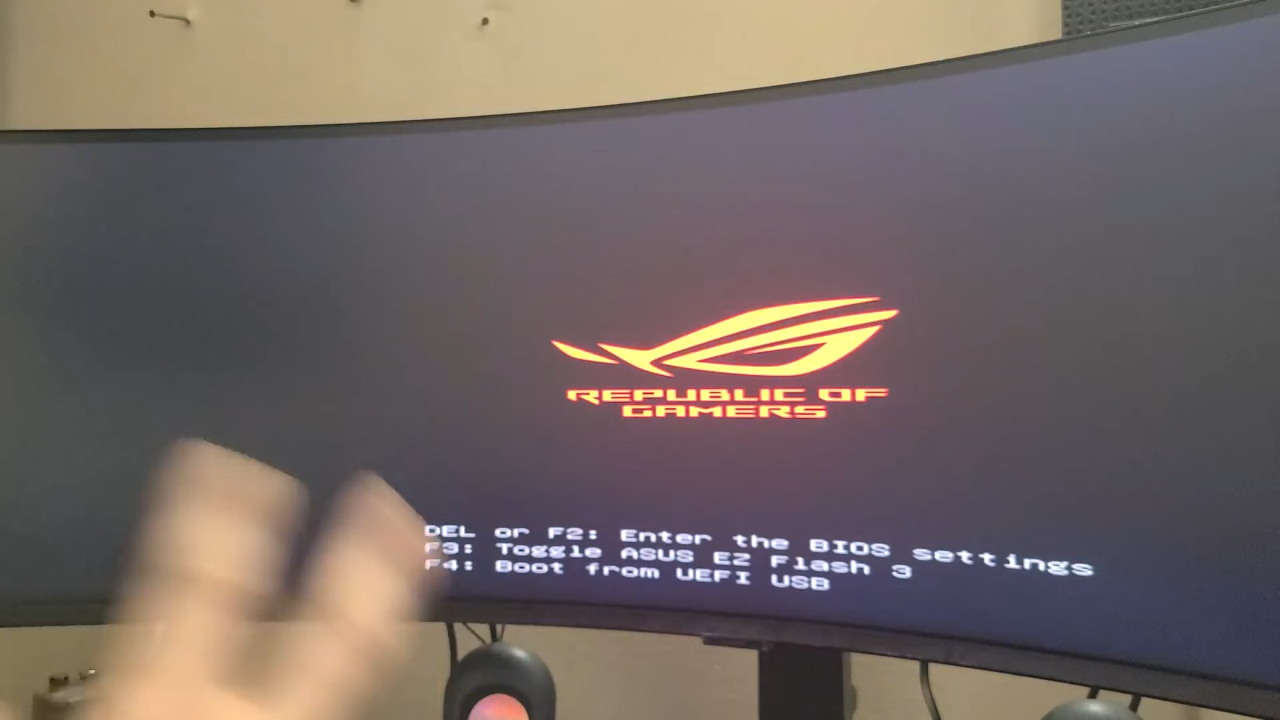 REPUBLIC OF
GAMERS
DEL or F2: Enter the BIOS settings
F3: Toggle ASUS EZ Flash 3
F4: Boot from UEFI USB